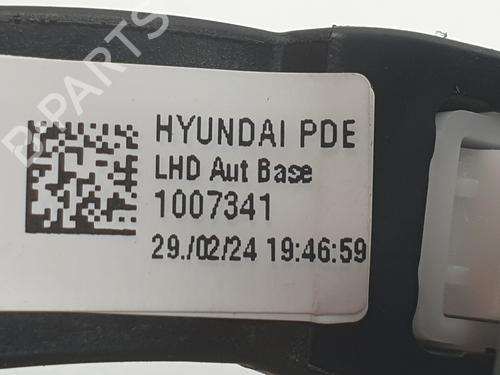 B-PARTS
HYUNDAI PDE
LHD Aut Base
1007341
29./02/24 19:46:59